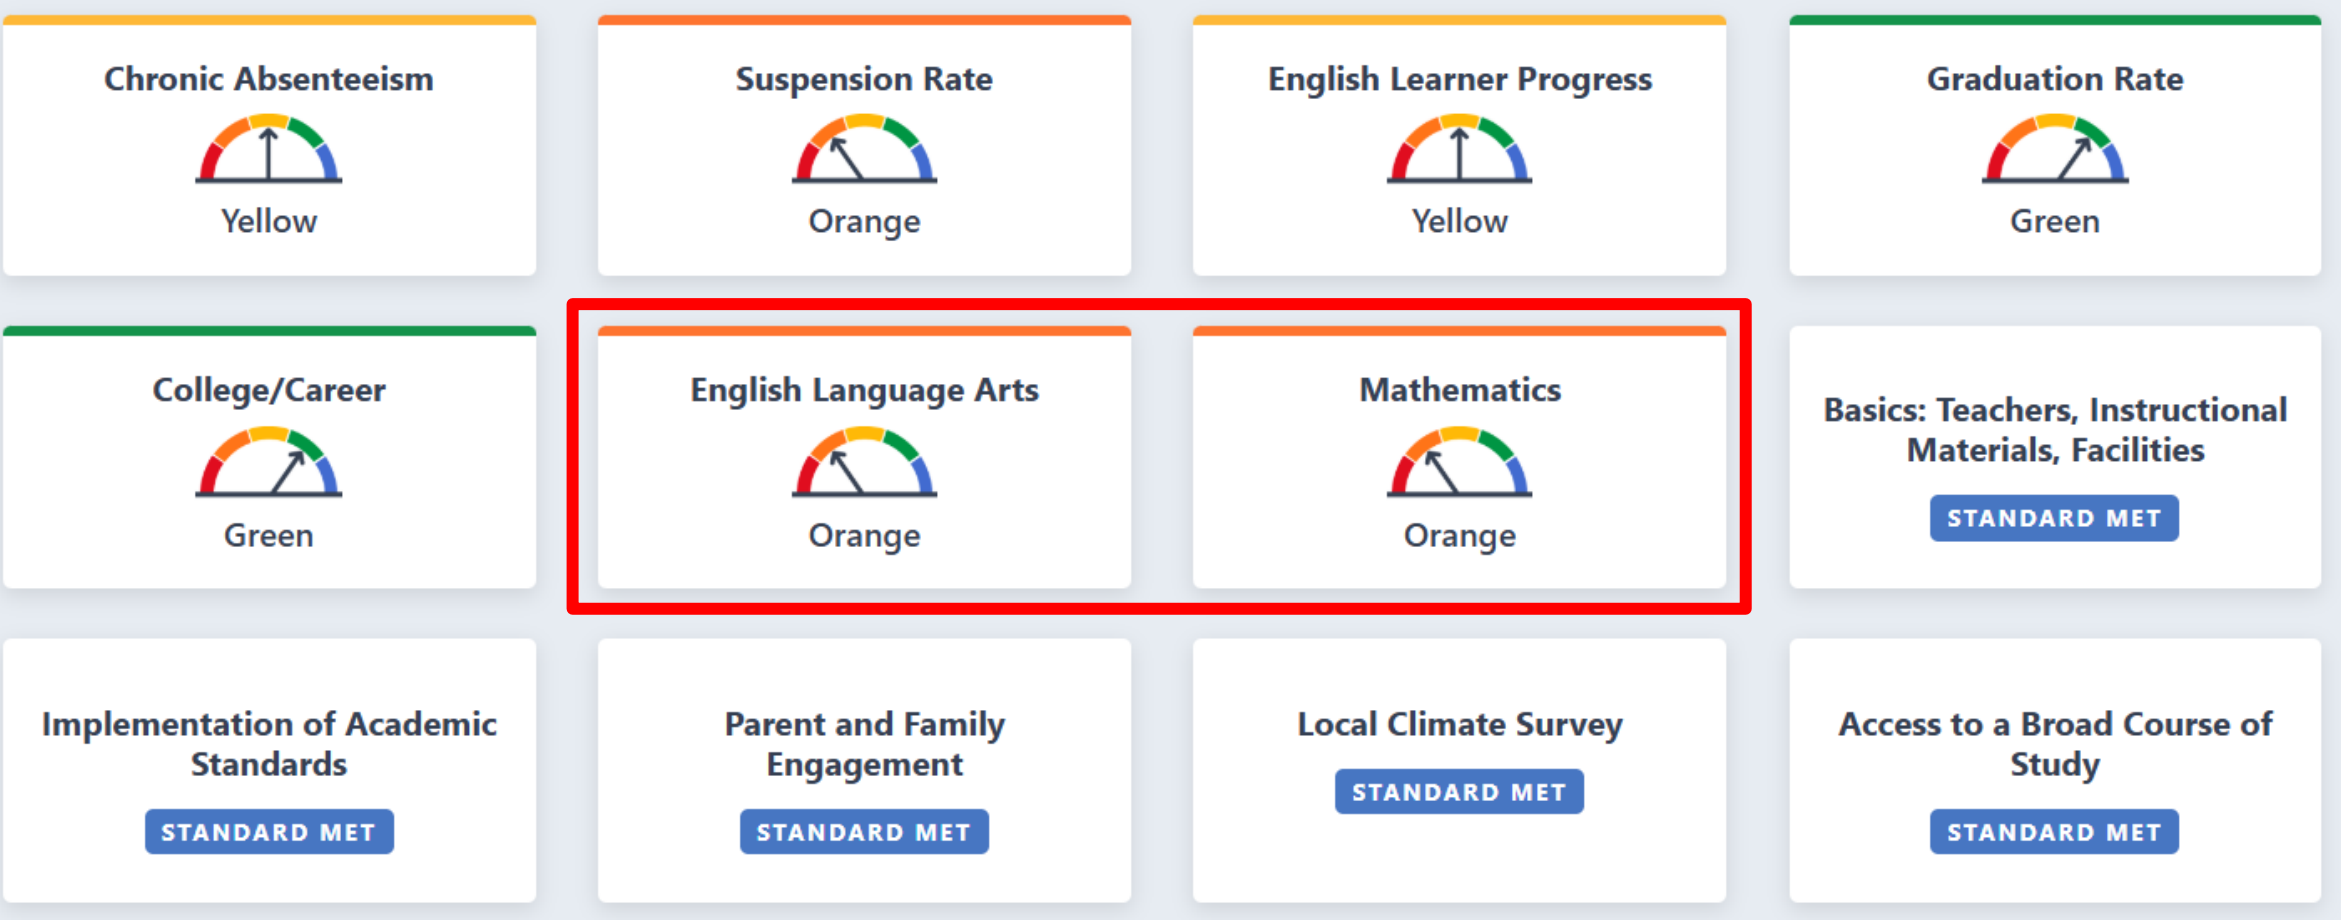 Chronic Absenteeism
Yellow
Suspension Rate
Orange
English Learner Progress
Yellow
Graduation Rate
Green
College/Career
Green
English Language Arts
Orange
Mathematics
Orange
Basics: Teachers, Instructional
Materials, Facilities
STANDARD MET
Implementation of Academic
Standards
STANDARD MET
Parent and Family
Engagement
STANDARD MET
Local Climate Survey
STANDARD MET
Access to a Broad Course of
Study
STANDARD MET